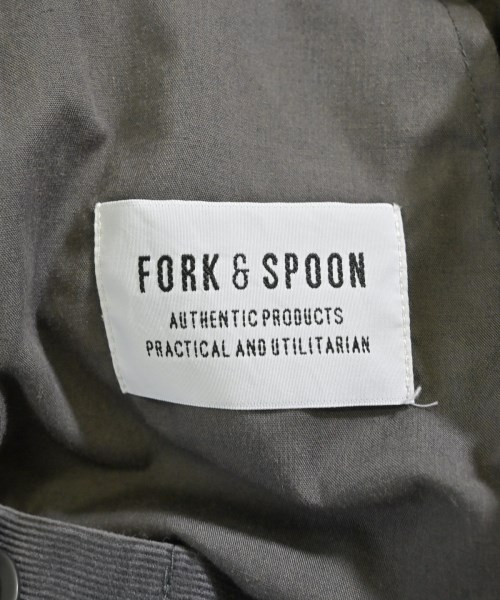 FORK & SPOON
AUTHENTIC PRODUCTS
PRACTICAL AND UTILITARIAN